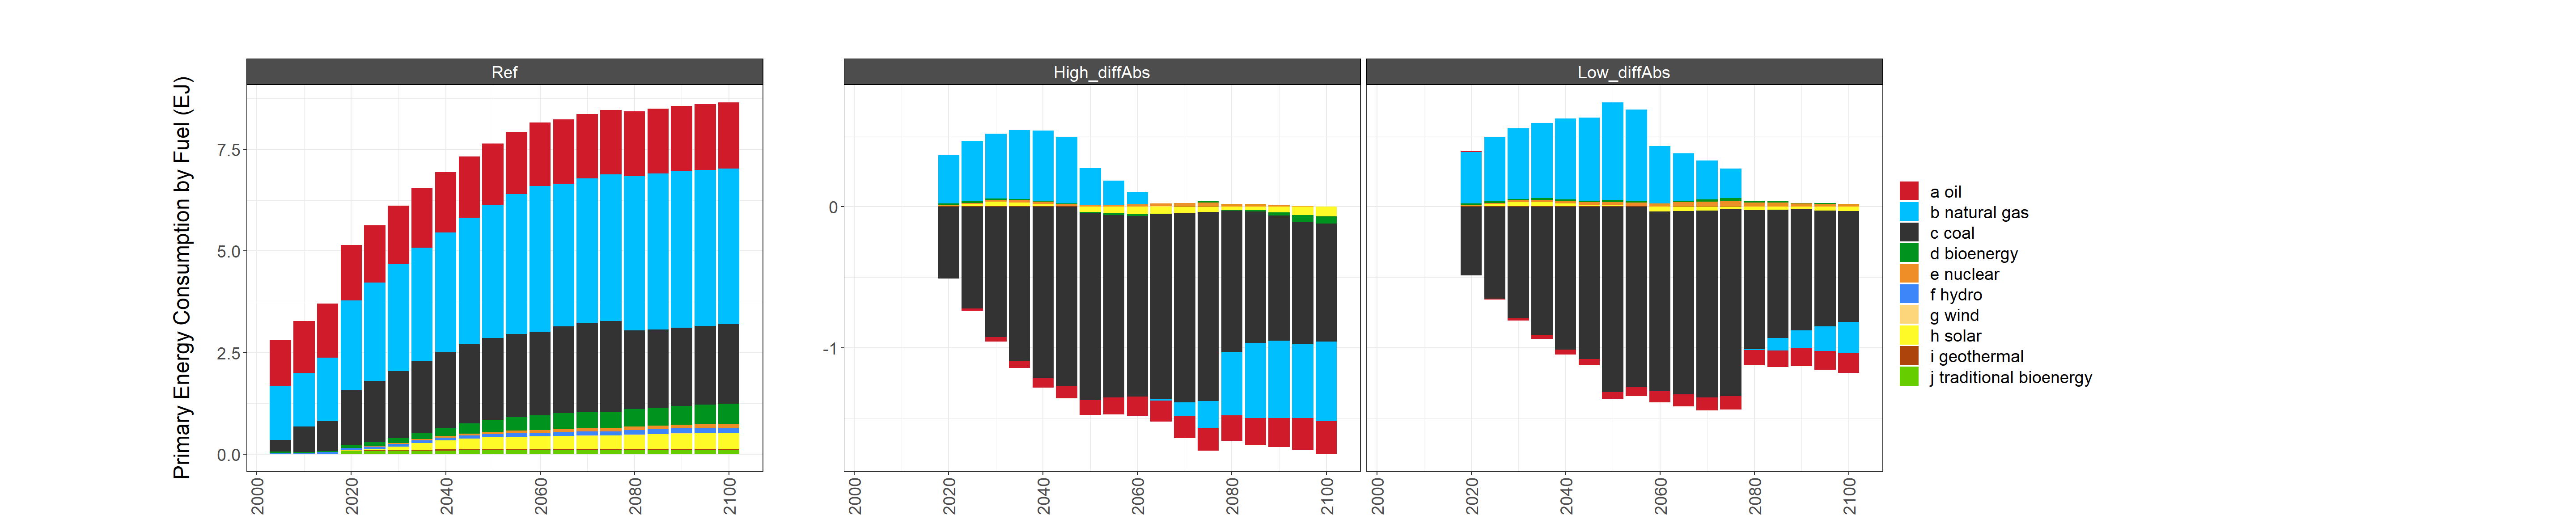 Primary Energy Consumption by Fuel (EJ)
Ref
High_diffAbs
Low_diffAbs
7.5
5.0
2.5
0.0
0
-1
2000
2020
2040
2060
2080
2100
2000
2020
2040
2060
2080
2100
2000
2020
2040
2060
2080
2100
a oil
b natural gas
c coal
d bioenergy
e nuclear
f hydro
g wind
h solar
i geothermal
j traditional bioenergy